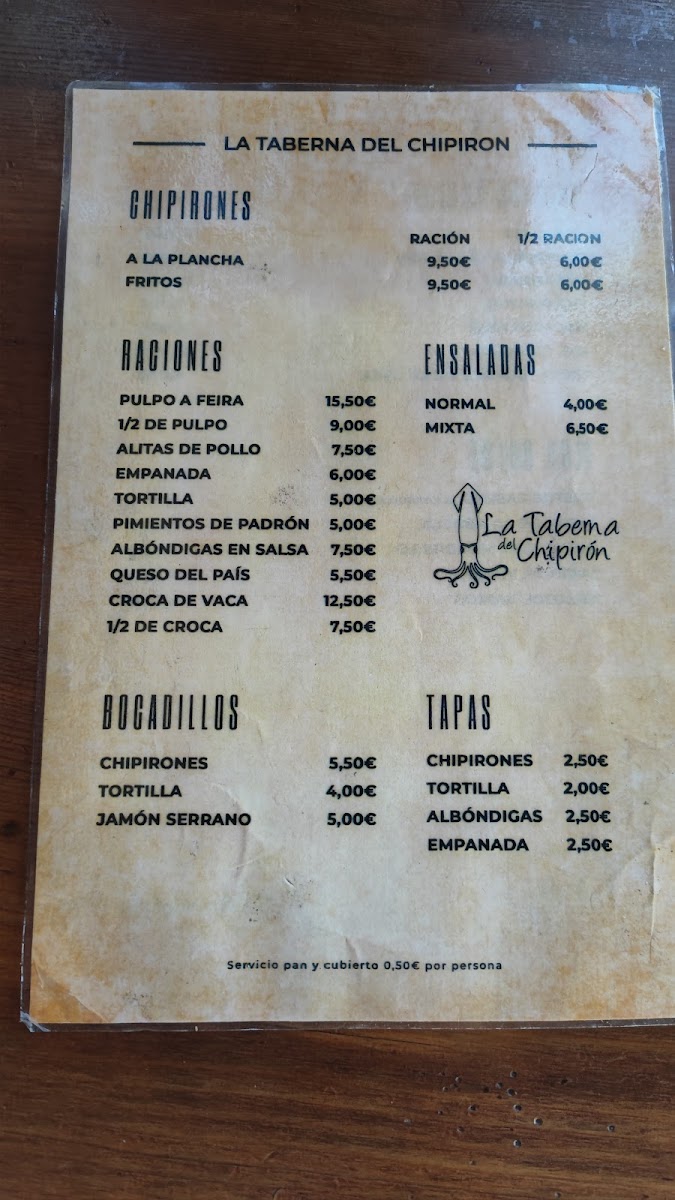 LA TABERNA DEL CHIPIRON
CHIPIRONES
RACIÓN 1/2 RACION
A LA PLANCHA 9,50€ 6,00€
FRITOS 9,50€ 6,00€
RACIONES
PULPO A FEIRA 15,50€
1/2 DE PULPO 9,00€
ALITAS DE POLLO 7,50€
EMPANADA 6,00€
TORTILLA 5,00€
PIMIENTOS DE PADRÓN 5,00€
ALBÓNDIGAS EN SALSA 7,50€
QUESO DEL PAÍS 5,50€
CROCA DE VACA 12,50€
1/2 DE CROCA 7,50€
ENSALADAS
NORMAL 4,00€
MIXTA 6,50€
La Taberna
del Chipirón
BOCADILLOS
CHIPIRONES 5,50€
TORTILLA 4,00€
JAMÓN SERRANO 5,00€
TAPAS
CHIPIRONES 2,50€
TORTILLA 2,00€
ALBÓNDIGAS 2,50€
EMPANADA 2,50€
Servicio pan y cubierto 0,50€ por persona